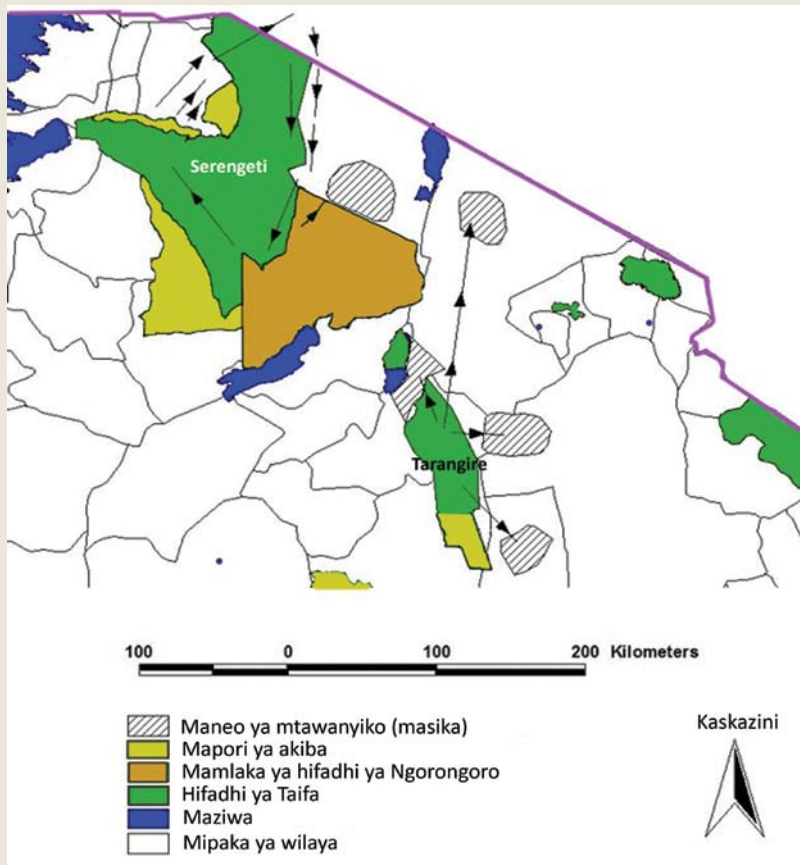 Serengeti
Tarangire
100 0 100 200 Kilometers
Kaskazini
Maneo ya mtawanyiko (masika)
Mapori ya akiba
Mamlaka ya hifadhi ya Ngorongoro
Hifadhi ya Taifa
Maziwa
Mipaka ya wilaya